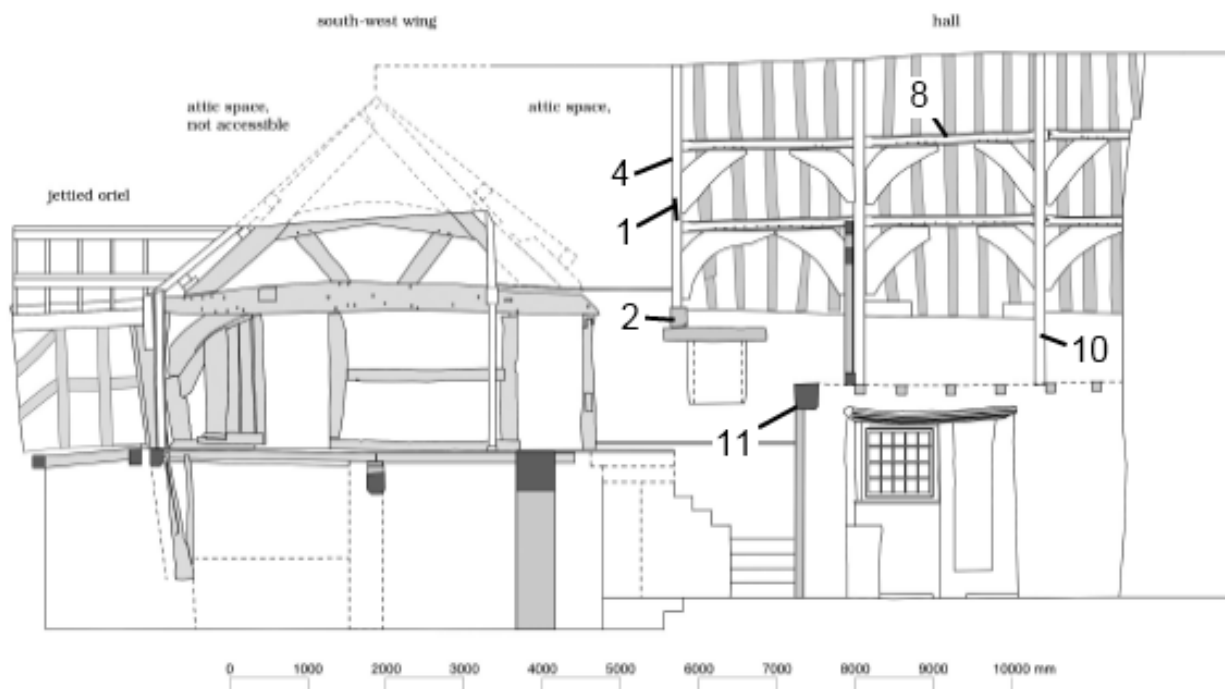 south-west wing
hall
attic space,
not accessible
attic space,
8
4
jettied oriel
1
2
10
11
0 1000 2000 3000 4000 5000 6000 7000 8000 9000 10000 mm